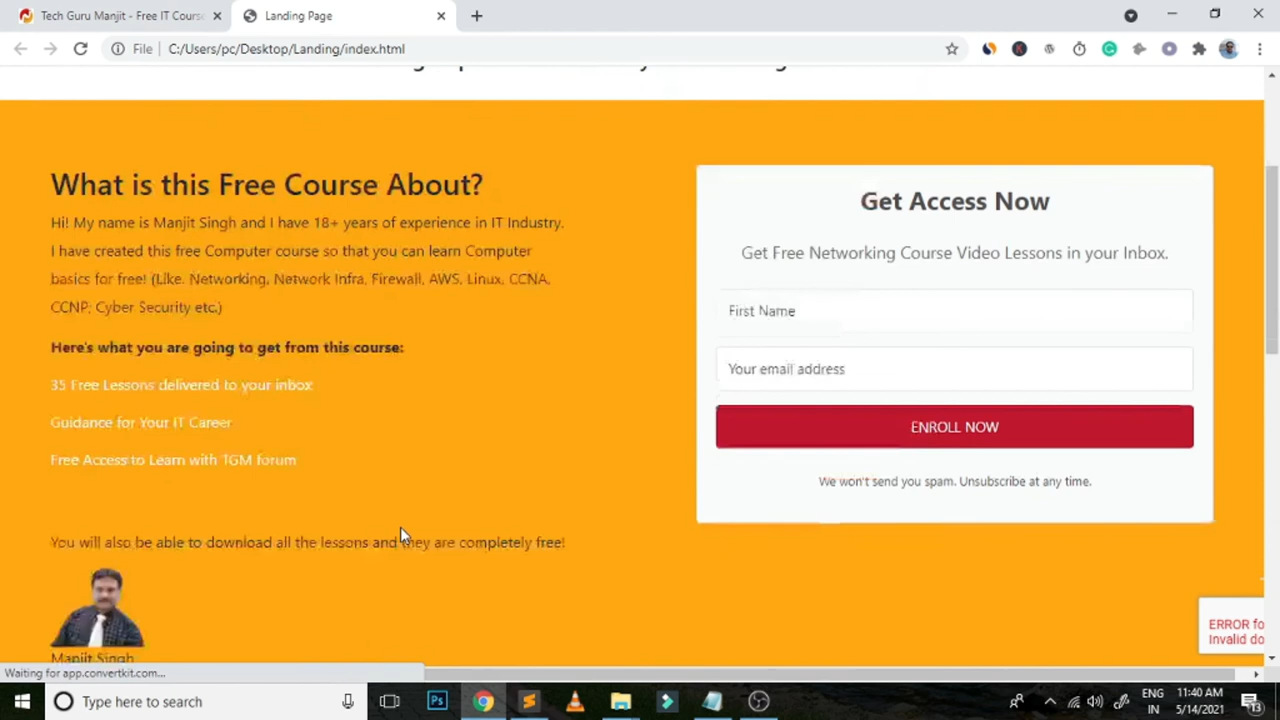 Tech Guru Manjit - Free IT Cours
Landing Page
File
C:/Users/pc/Desktop/Landing/index.html
What is this Free Course About?
Hi! My name is Manjit Singh and I have 18+ years of experience in IT Industry.
I have created this free Computer course so that you can learn Computer
basics for free! (Like. Networking, Network Infra, Firewall, AWS, Linux, CCNA,
CCNP, Cyber Security etc.)
Here's what you are going to get from this course:
35 Free Lessons delivered to your inbox
Guidance for Your IT Career
Free Access to Learn with TGM forum
You will also be able to download all the lessons and they are completely free!
Manjit Singh
Get Access Now
Get Free Networking Course Video Lessons in your Inbox.
First Name
Your email address
ENROLL NOW
We won't send you spam. Unsubscribe at any time.
ERROR fo
Invalid do
Waiting for app.convertkit.com...
Type here to search
Ps
ENG
IN
11:40 AM
5/14/2021
13